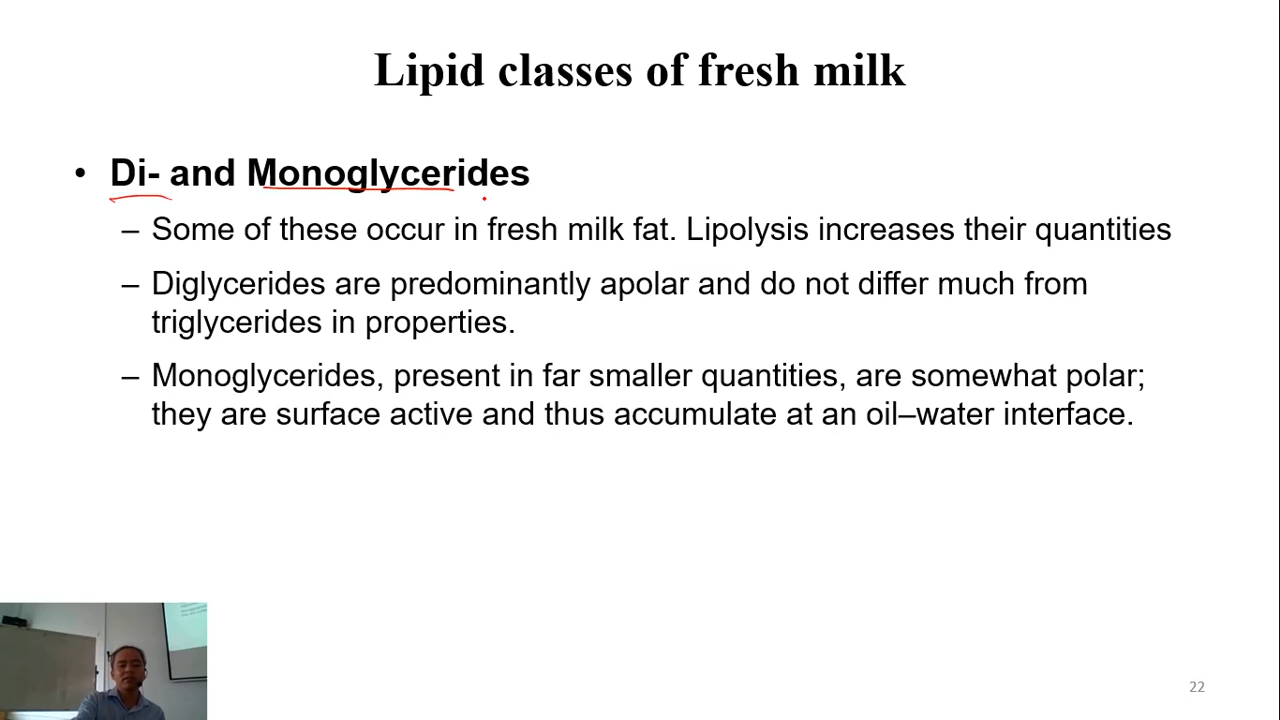 Lipid classes of fresh milk
• Di- and Monoglycerides
– Some of these occur in fresh milk fat. Lipolysis increases their quantities
– Diglycerides are predominantly apolar and do not differ much from
triglycerides in properties.
– Monoglycerides, present in far smaller quantities, are somewhat polar;
they are surface active and thus accumulate at an oil–water interface.
22